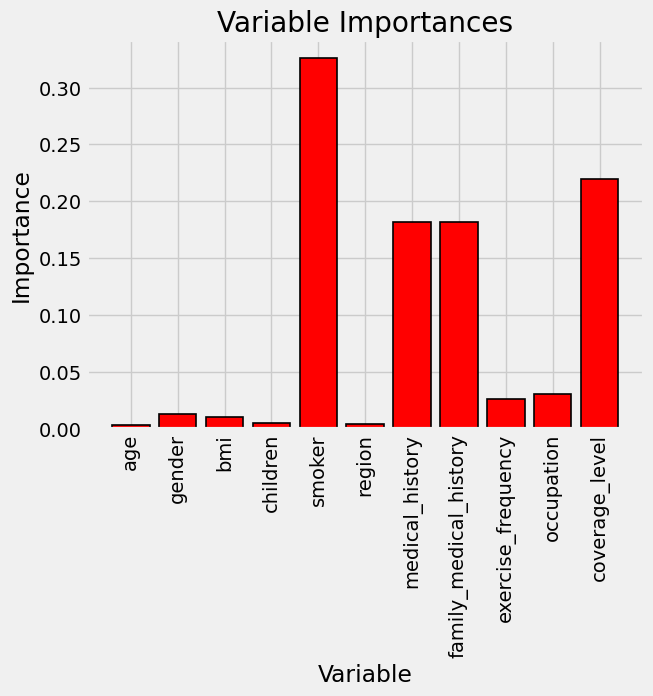 Variable Importances
Importance
0.30
0.25
0.20
0.15
0.10
0.05
0.00
age
gender
bmi
children
smoker
region
medical_history
family_medical_history
exercise_frequency
occupation
coverage_level
Variable